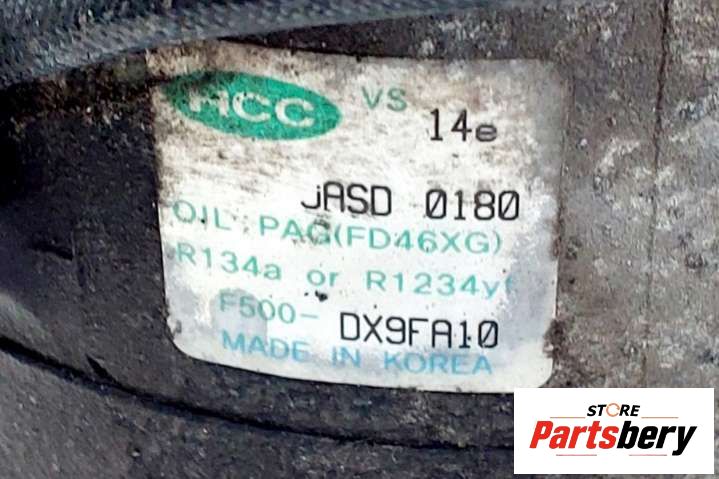 HCC VS 14e
jASD 0180
OIL : PAG(FD46XG)
R134a or R1234yf
F500- DX9FA10
MADE IN KOREA
STORE
Partsbery